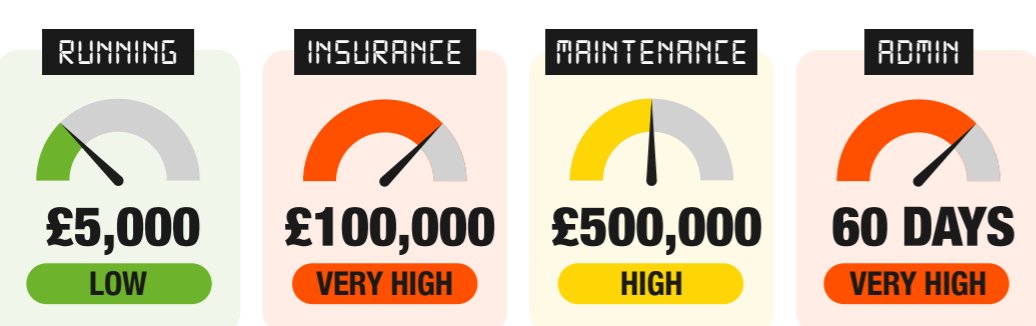 RUNNING
£5,000
LOW
INSURANCE
£100,000
VERY HIGH
MAINTENANCE
£500,000
HIGH
ADMIN
60 DAYS
VERY HIGH